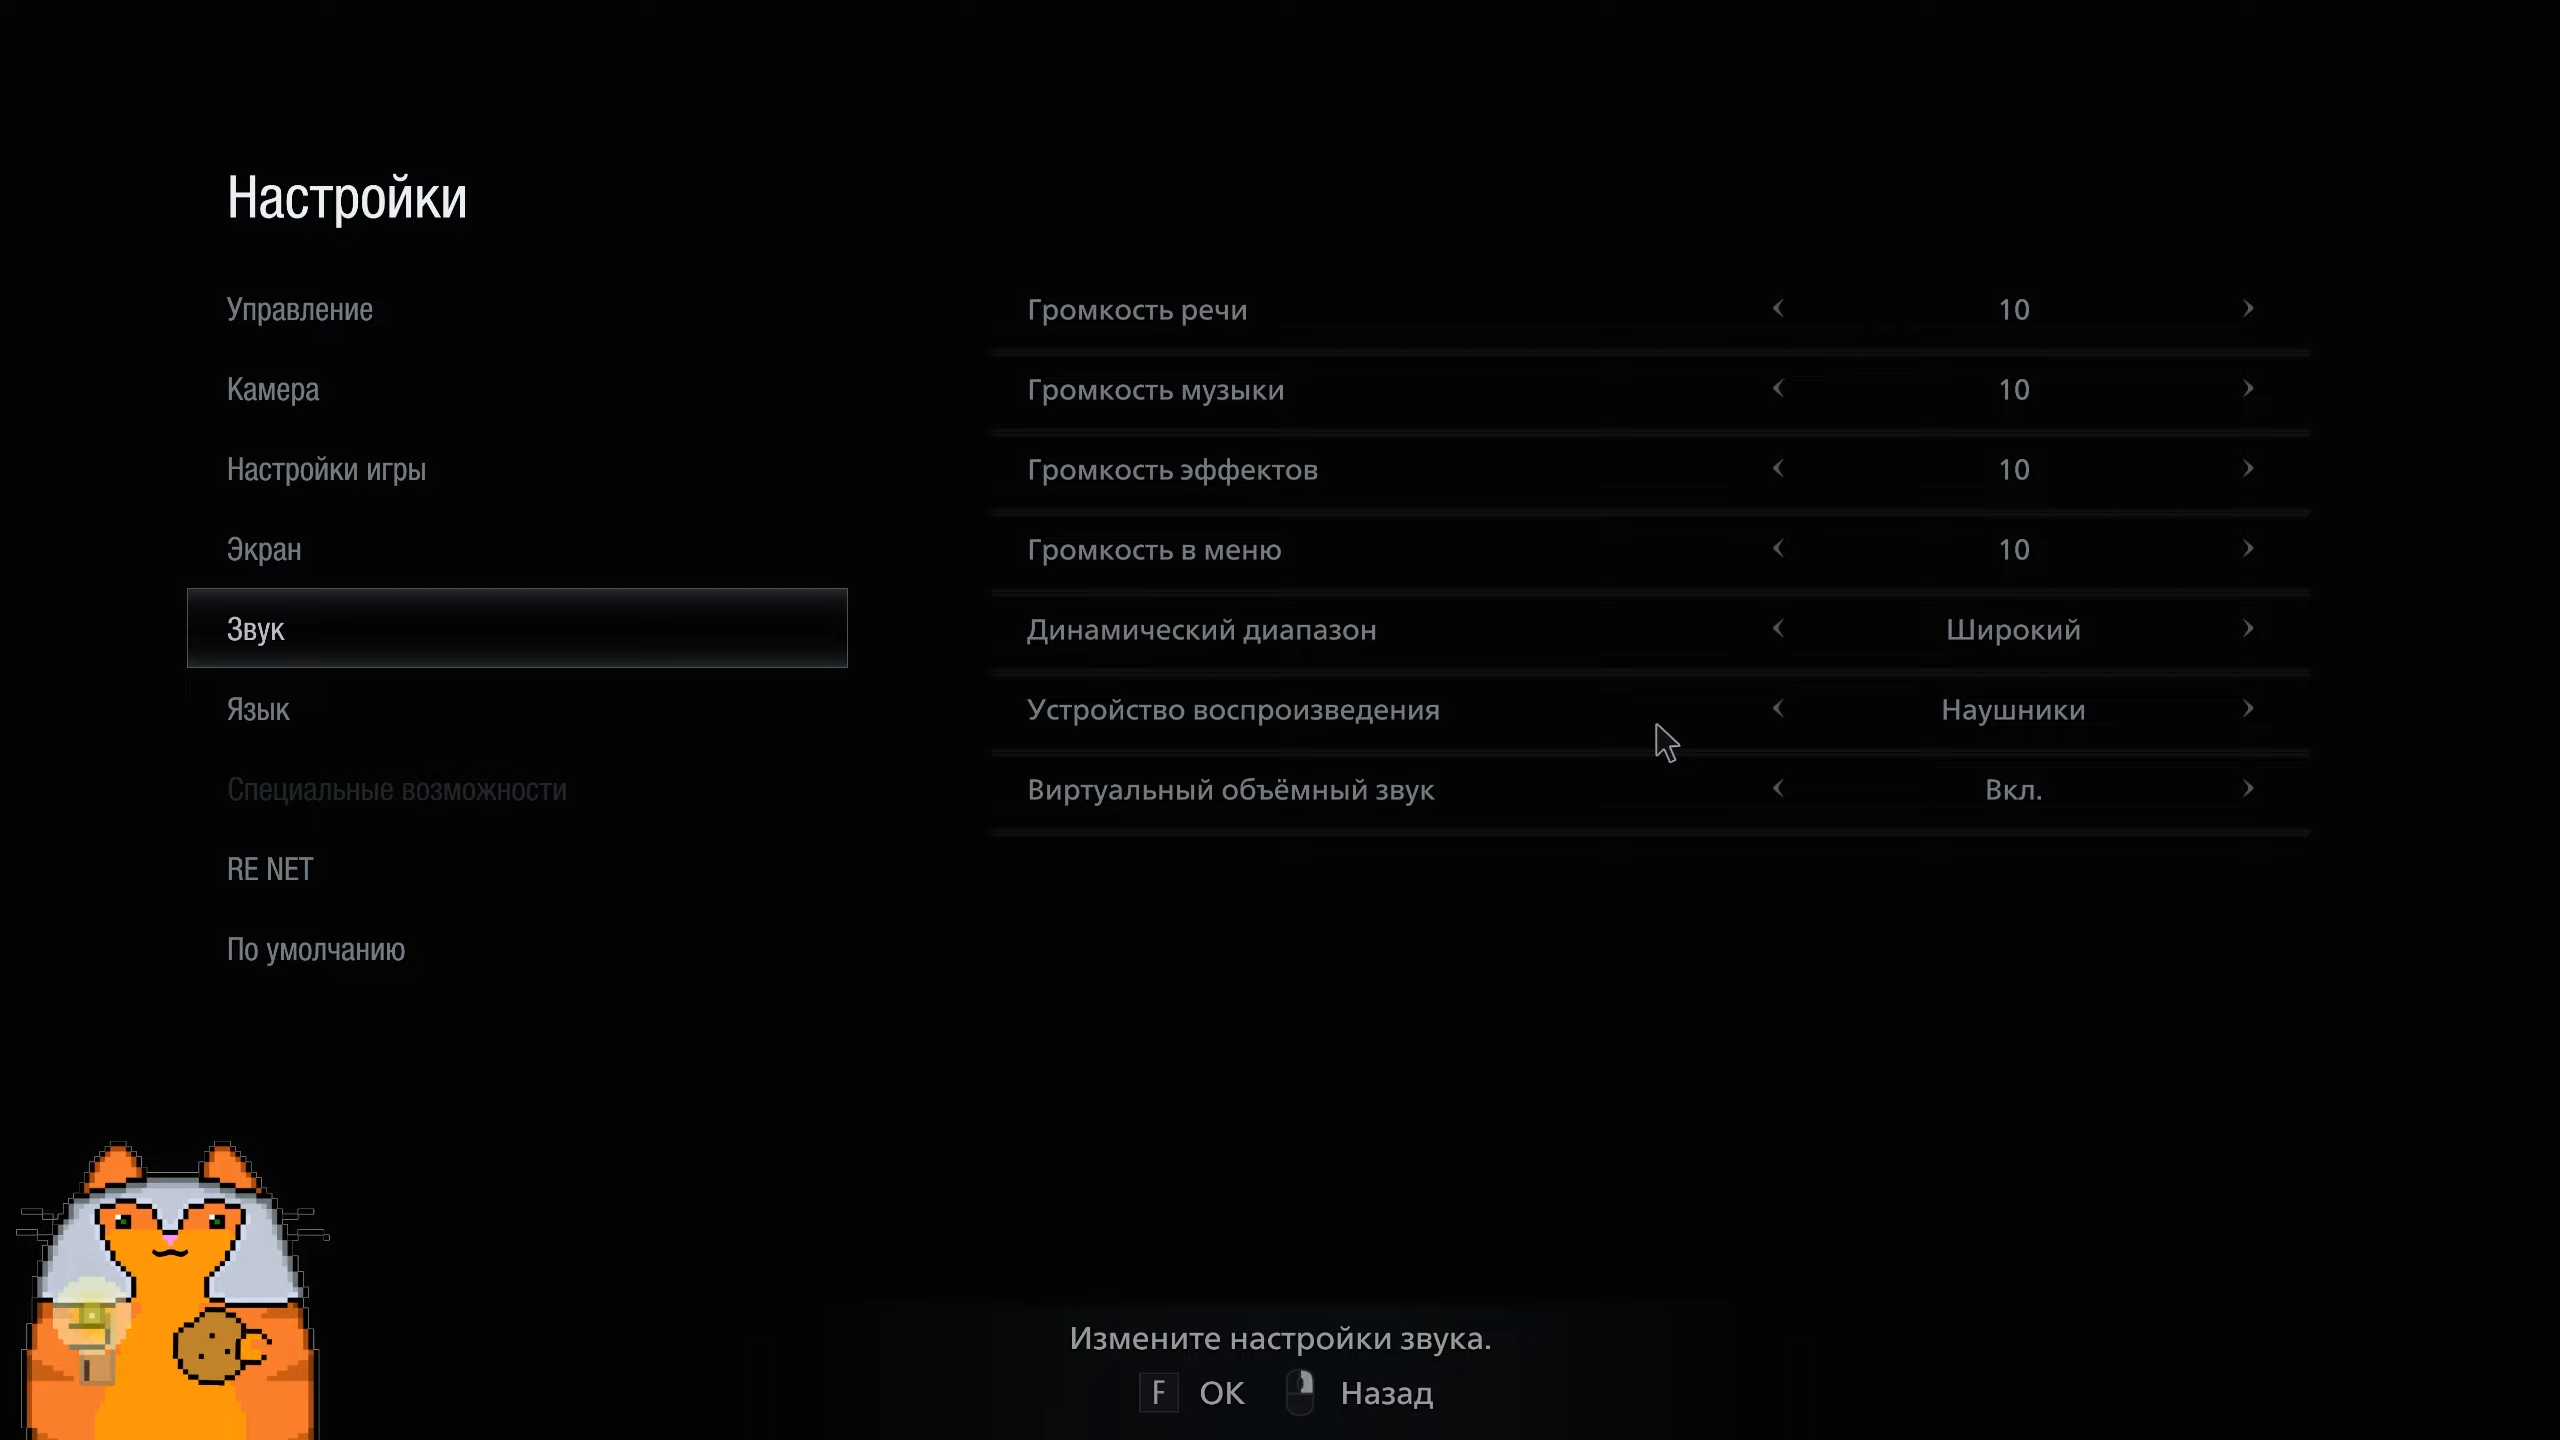 Настройки
Управление
Камера
Настройки игры
Экран
Звук
Язык
Специальные возможности
RE NET
По умолчанию
Громкость речи 10
Громкость музыки 10
Громкость эффектов 10
Громкость в меню 10
Динамический диапазон Широкий
Устройство воспроизведения Наушники
Виртуальный объёмный звук Вкл.
Измените настройки звука.
F OK Назад